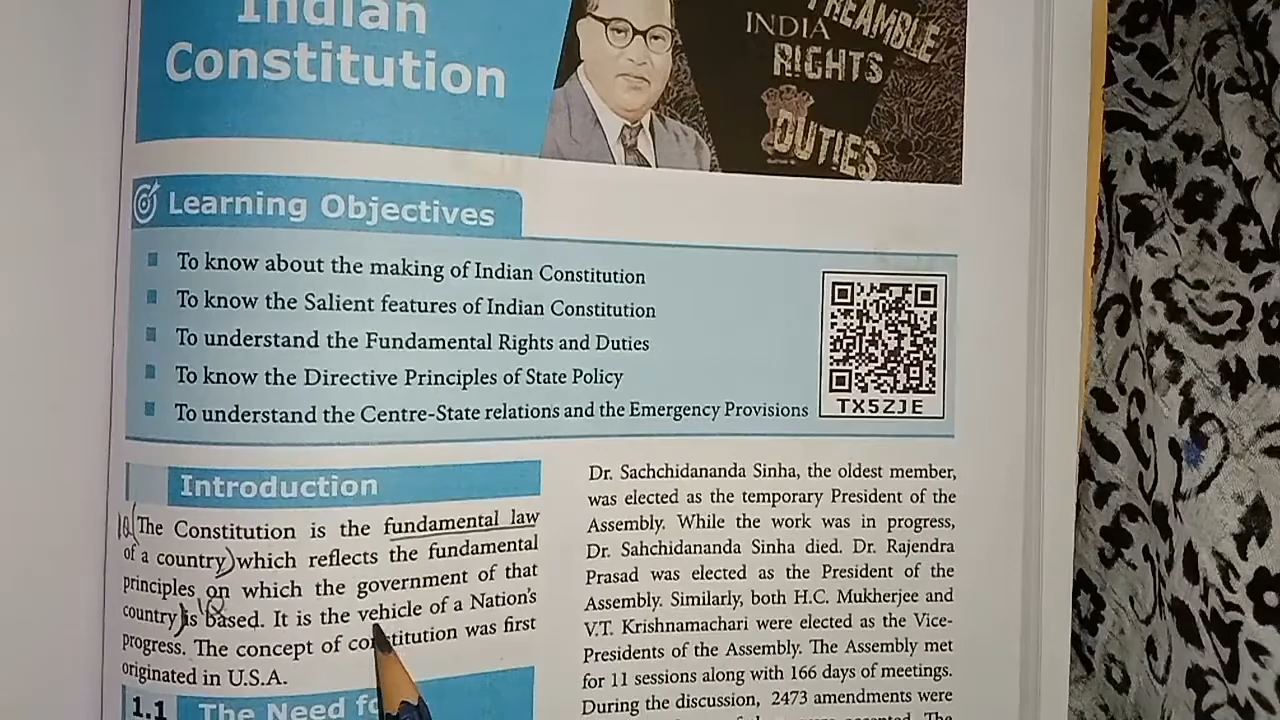 Indian
Constitution
PREAMBLE
INDIA
RIGHTS
DUTIES
Learning Objectives
To know about the making of Indian Constitution
To know the Salient features of Indian Constitution
To understand the Fundamental Rights and Duties
To know the Directive Principles of State Policy
To understand the Centre-State relations and the Emergency Provisions
TX5ZJE
Introduction
The Constitution is the fundamental law
of a country which reflects the fundamental
principles on which the government of that
country is based. It is the vehicle of a Nation's
progress. The concept of constitution was first
originated in U.S.A.
1.1 The Need
Dr. Sachchidananda Sinha, the oldest member,
was elected as the temporary President of the
Assembly. While the work was in progress,
Dr. Sahchidananda Sinha died. Dr. Rajendra
Prasad was elected as the President of the
Assembly. Similarly, both H.C. Mukherjee and
V.T. Krishnamachari were elected as the Vice-
Presidents of the Assembly. The Assembly met
for 11 sessions along with 166 days of meetings.
During the discussion, 2473 amendments were